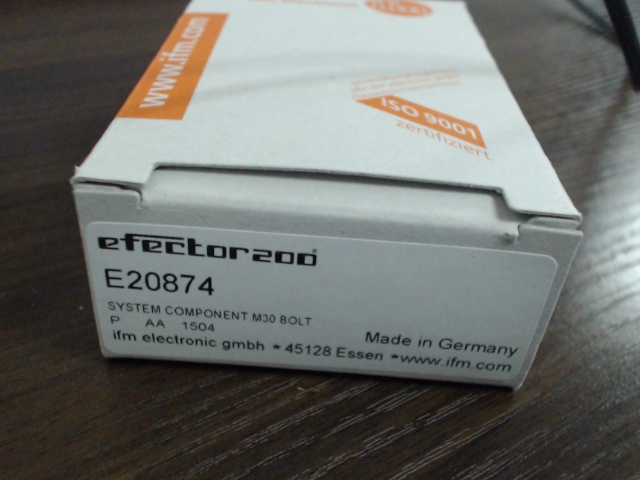 www.ifm.com
ISO 9001
zertifiziert
efector200
E20874
SYSTEM COMPONENT M30 BOLT
P AA 1504
Made in Germany
ifm electronic gmbh * 45128 Essen *www.ifm.com